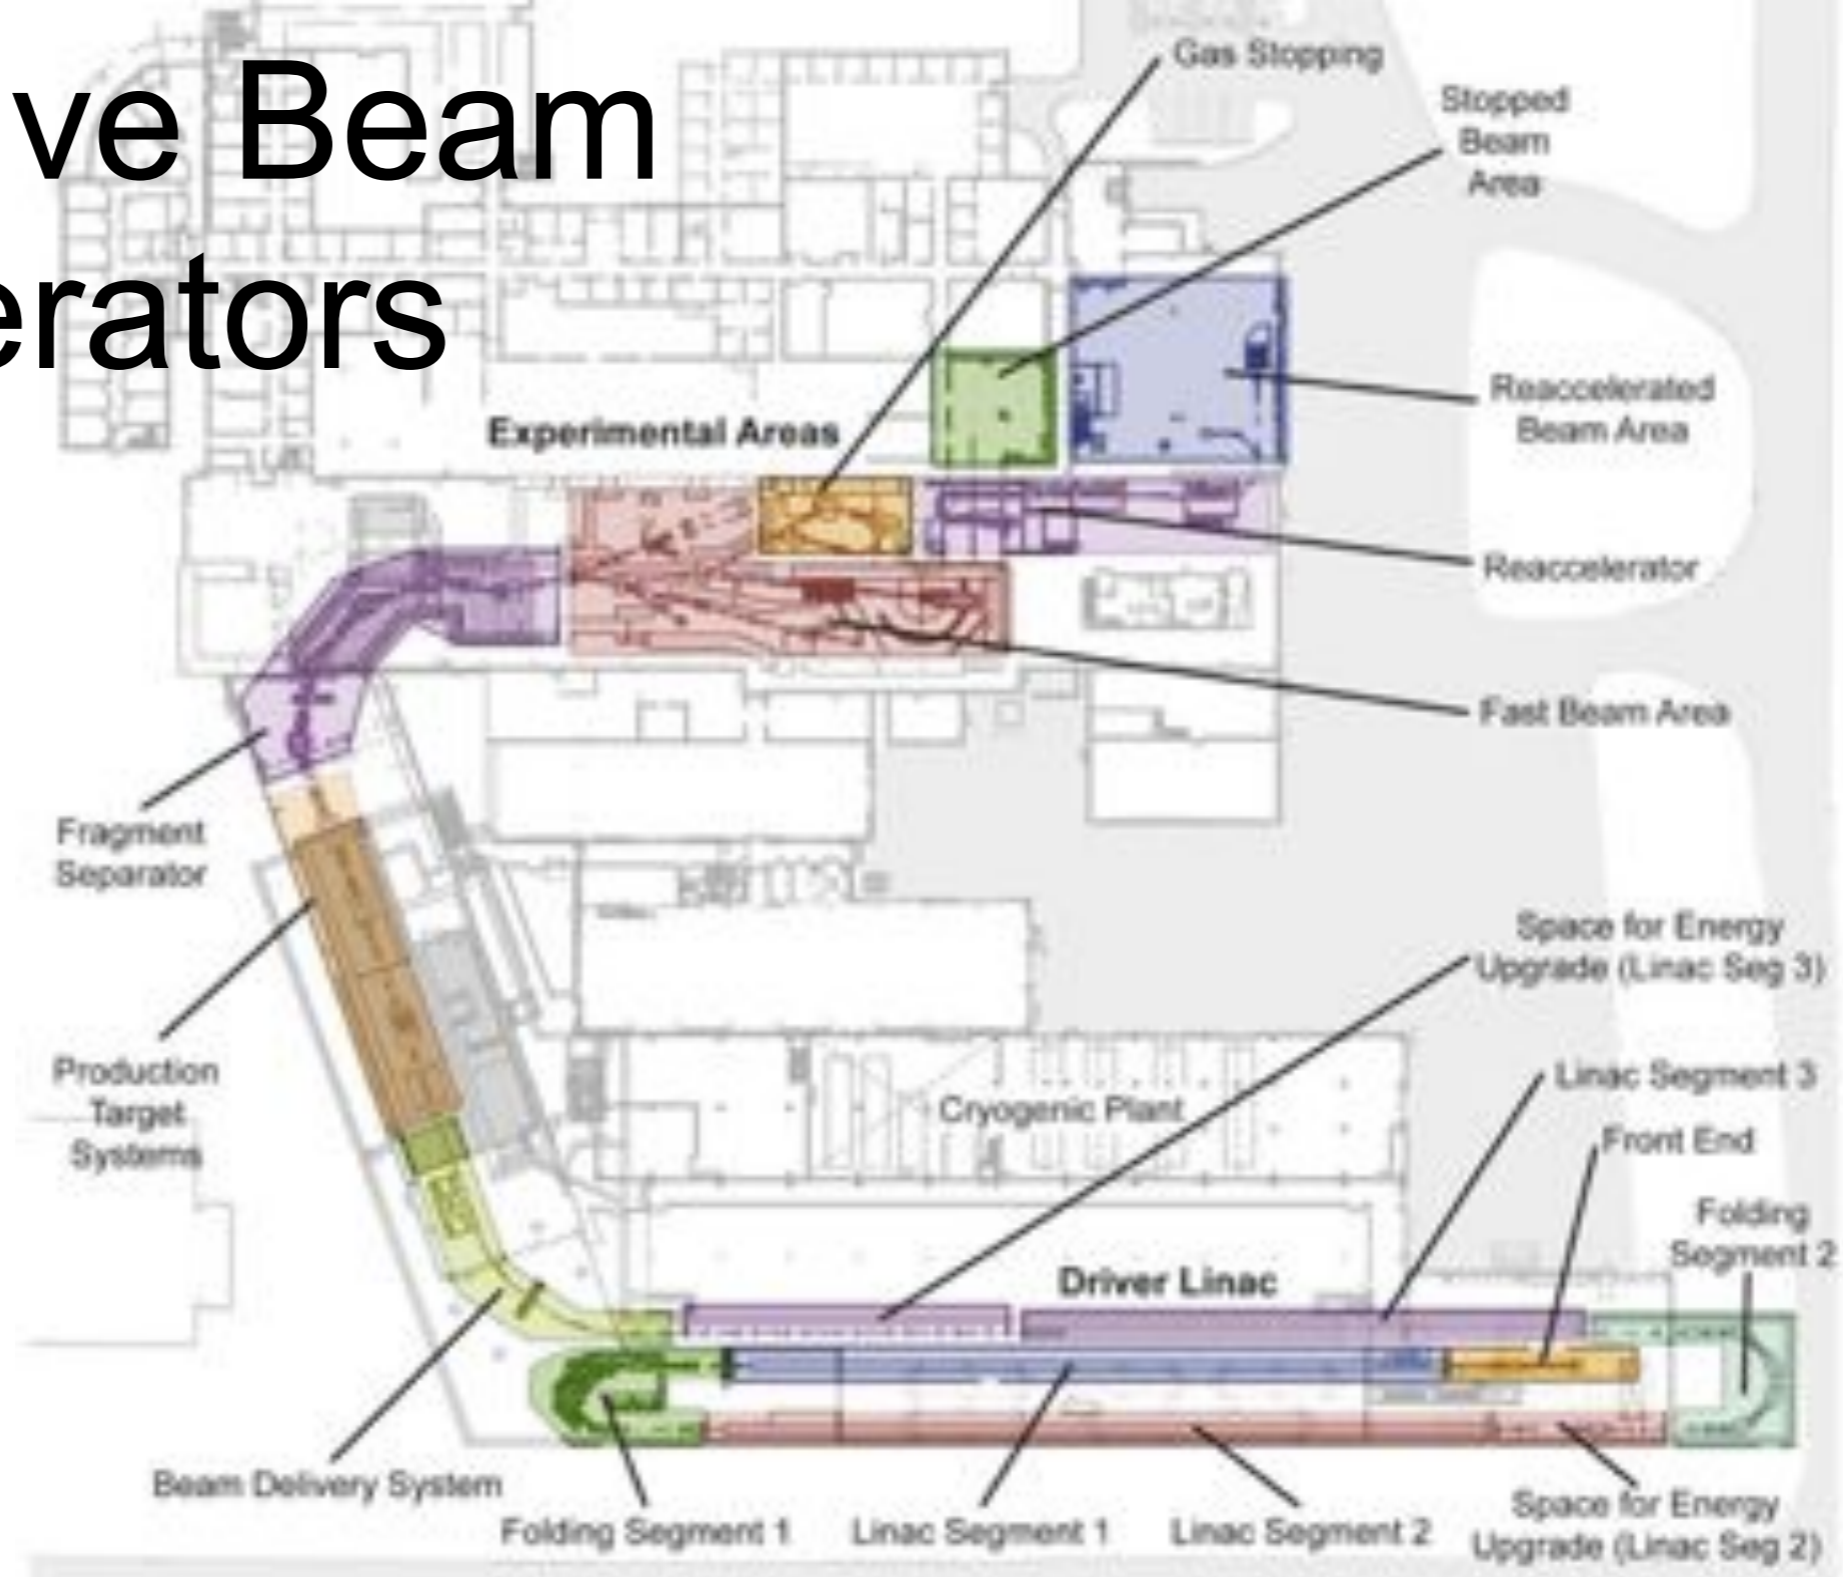 ve Beam
erators
Gas Stopping
Stopped
Beam
Area
Reaccelerated
Beam Area
Experimental Areas
Reaccelerator
Fast Beam Area
Fragment
Separator
Space for Energy
Upgrade (Linac Seg 3)
Production
Target
Systems
Linac Segment 3
Cryogenic Plant
Front End
Folding
Segment 2
Driver Linac
Beam Delivery System
Folding Segment 1
Linac Segment 1
Linac Segment 2
Space for Energy
Upgrade (Linac Seg 2)